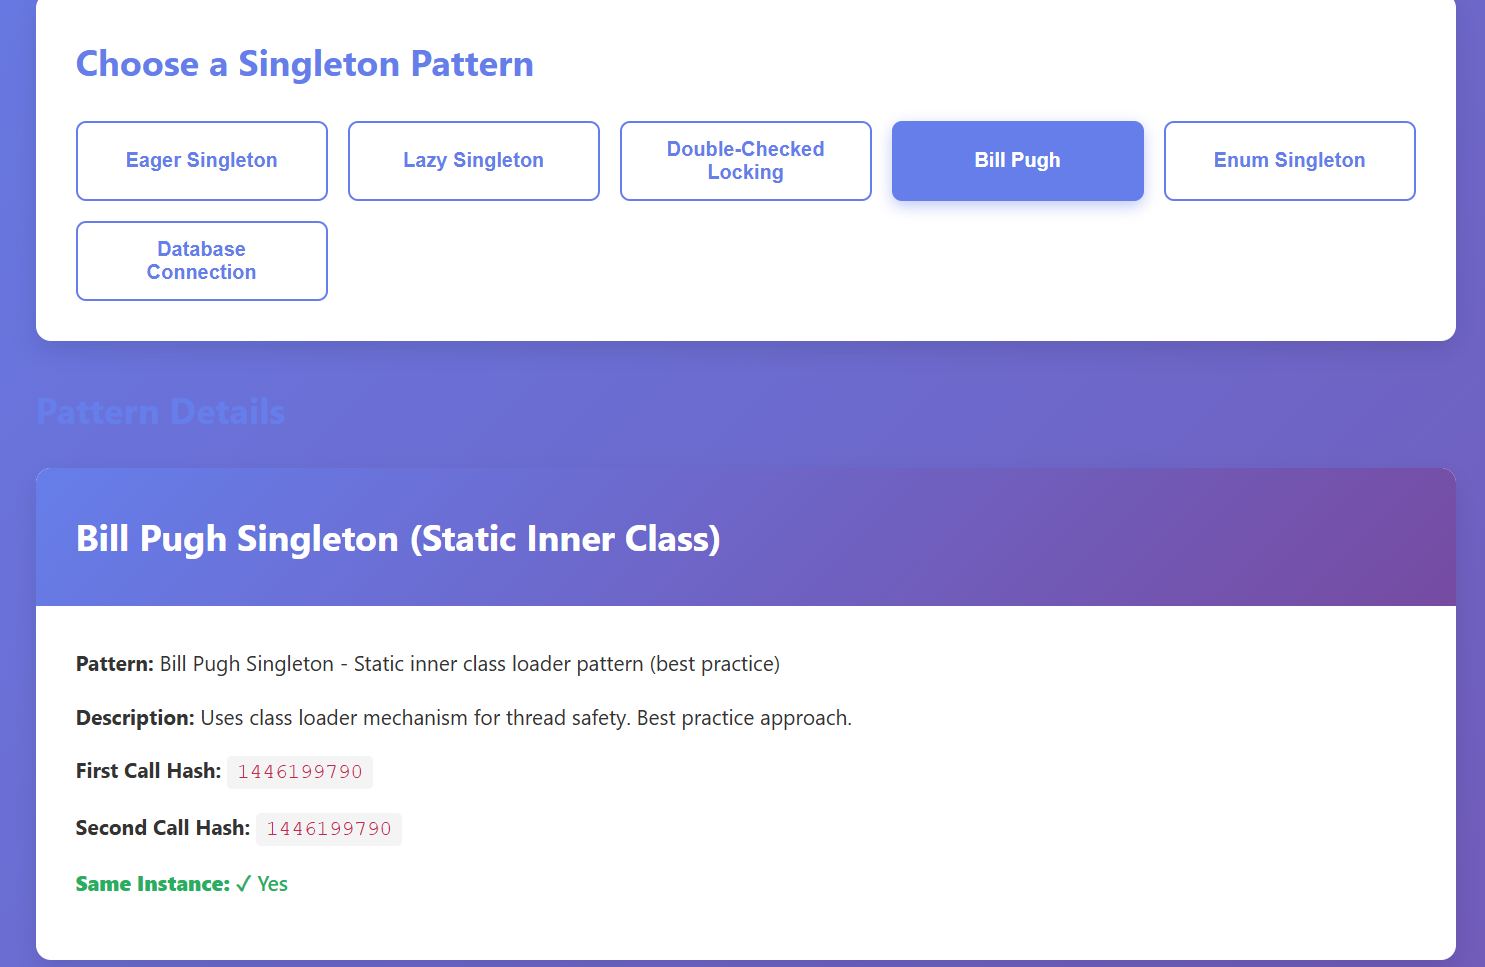 Choose a Singleton Pattern
Eager Singleton
Lazy Singleton
Double-Checked
Locking
Bill Pugh
Enum Singleton
Database
Connection
Pattern Details
Bill Pugh Singleton (Static Inner Class)
Pattern: Bill Pugh Singleton - Static inner class loader pattern (best practice)
Description: Uses class loader mechanism for thread safety. Best practice approach.
First Call Hash: 1446199790
Second Call Hash: 1446199790
Same Instance: ✓ Yes